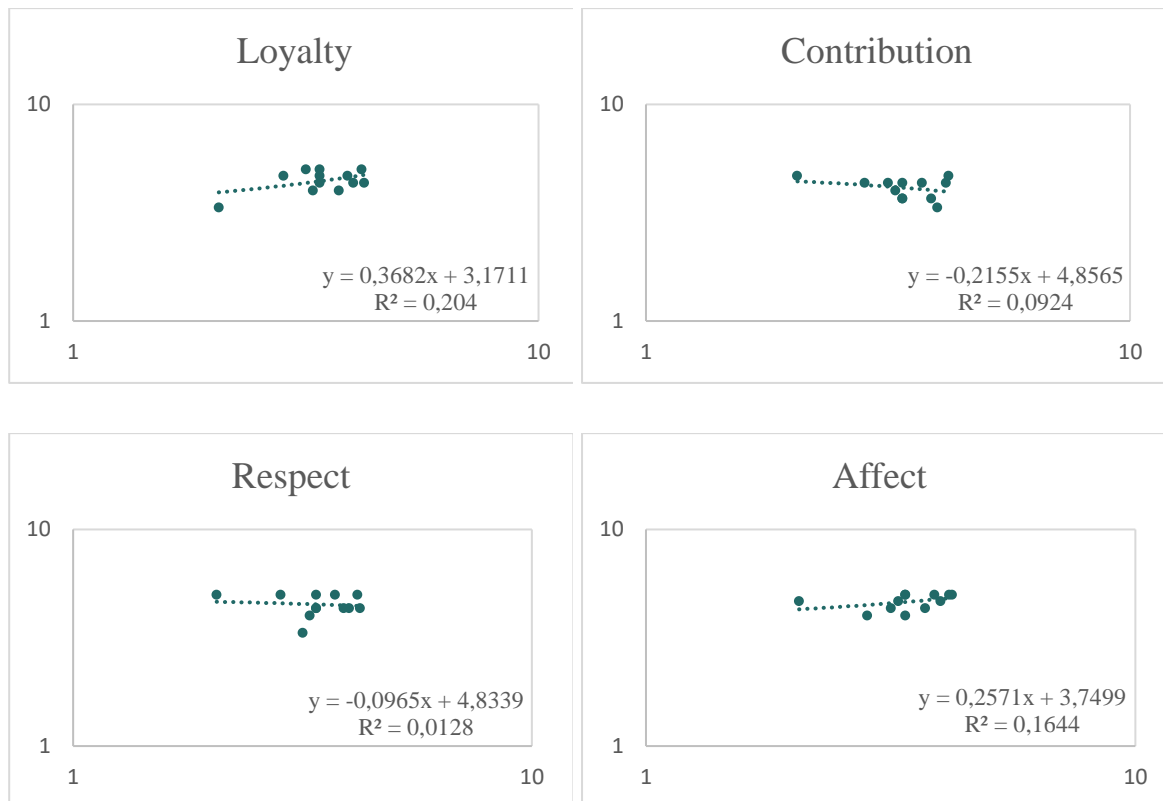 Loyalty
10
1
1
10
y = 0,3682x + 3,1711
R² = 0,204
Contribution
10
1
1
10
y = -0,2155x + 4,8565
R² = 0,0924
Respect
10
1
1
10
y = -0,0965x + 4,8339
R² = 0,0128
Affect
10
1
1
10
y = 0,2571x + 3,7499
R² = 0,1644